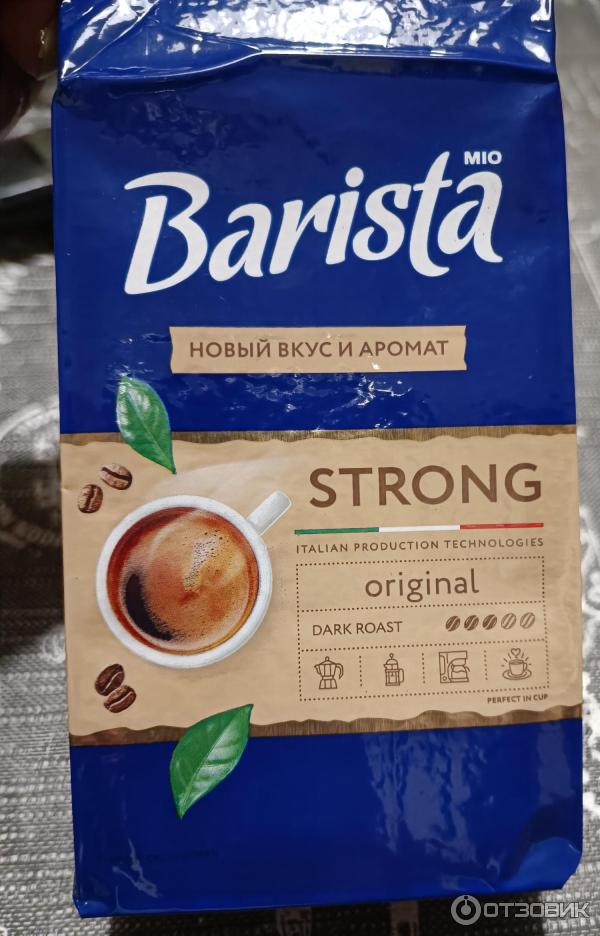 Barista MIO
НОВЫЙ ВКУС И АРОМАТ
STRONG
ITALIAN PRODUCTION TECHNOLOGIES
original
DARK ROAST
PERFECT IN CUP
ОТЗОВИК